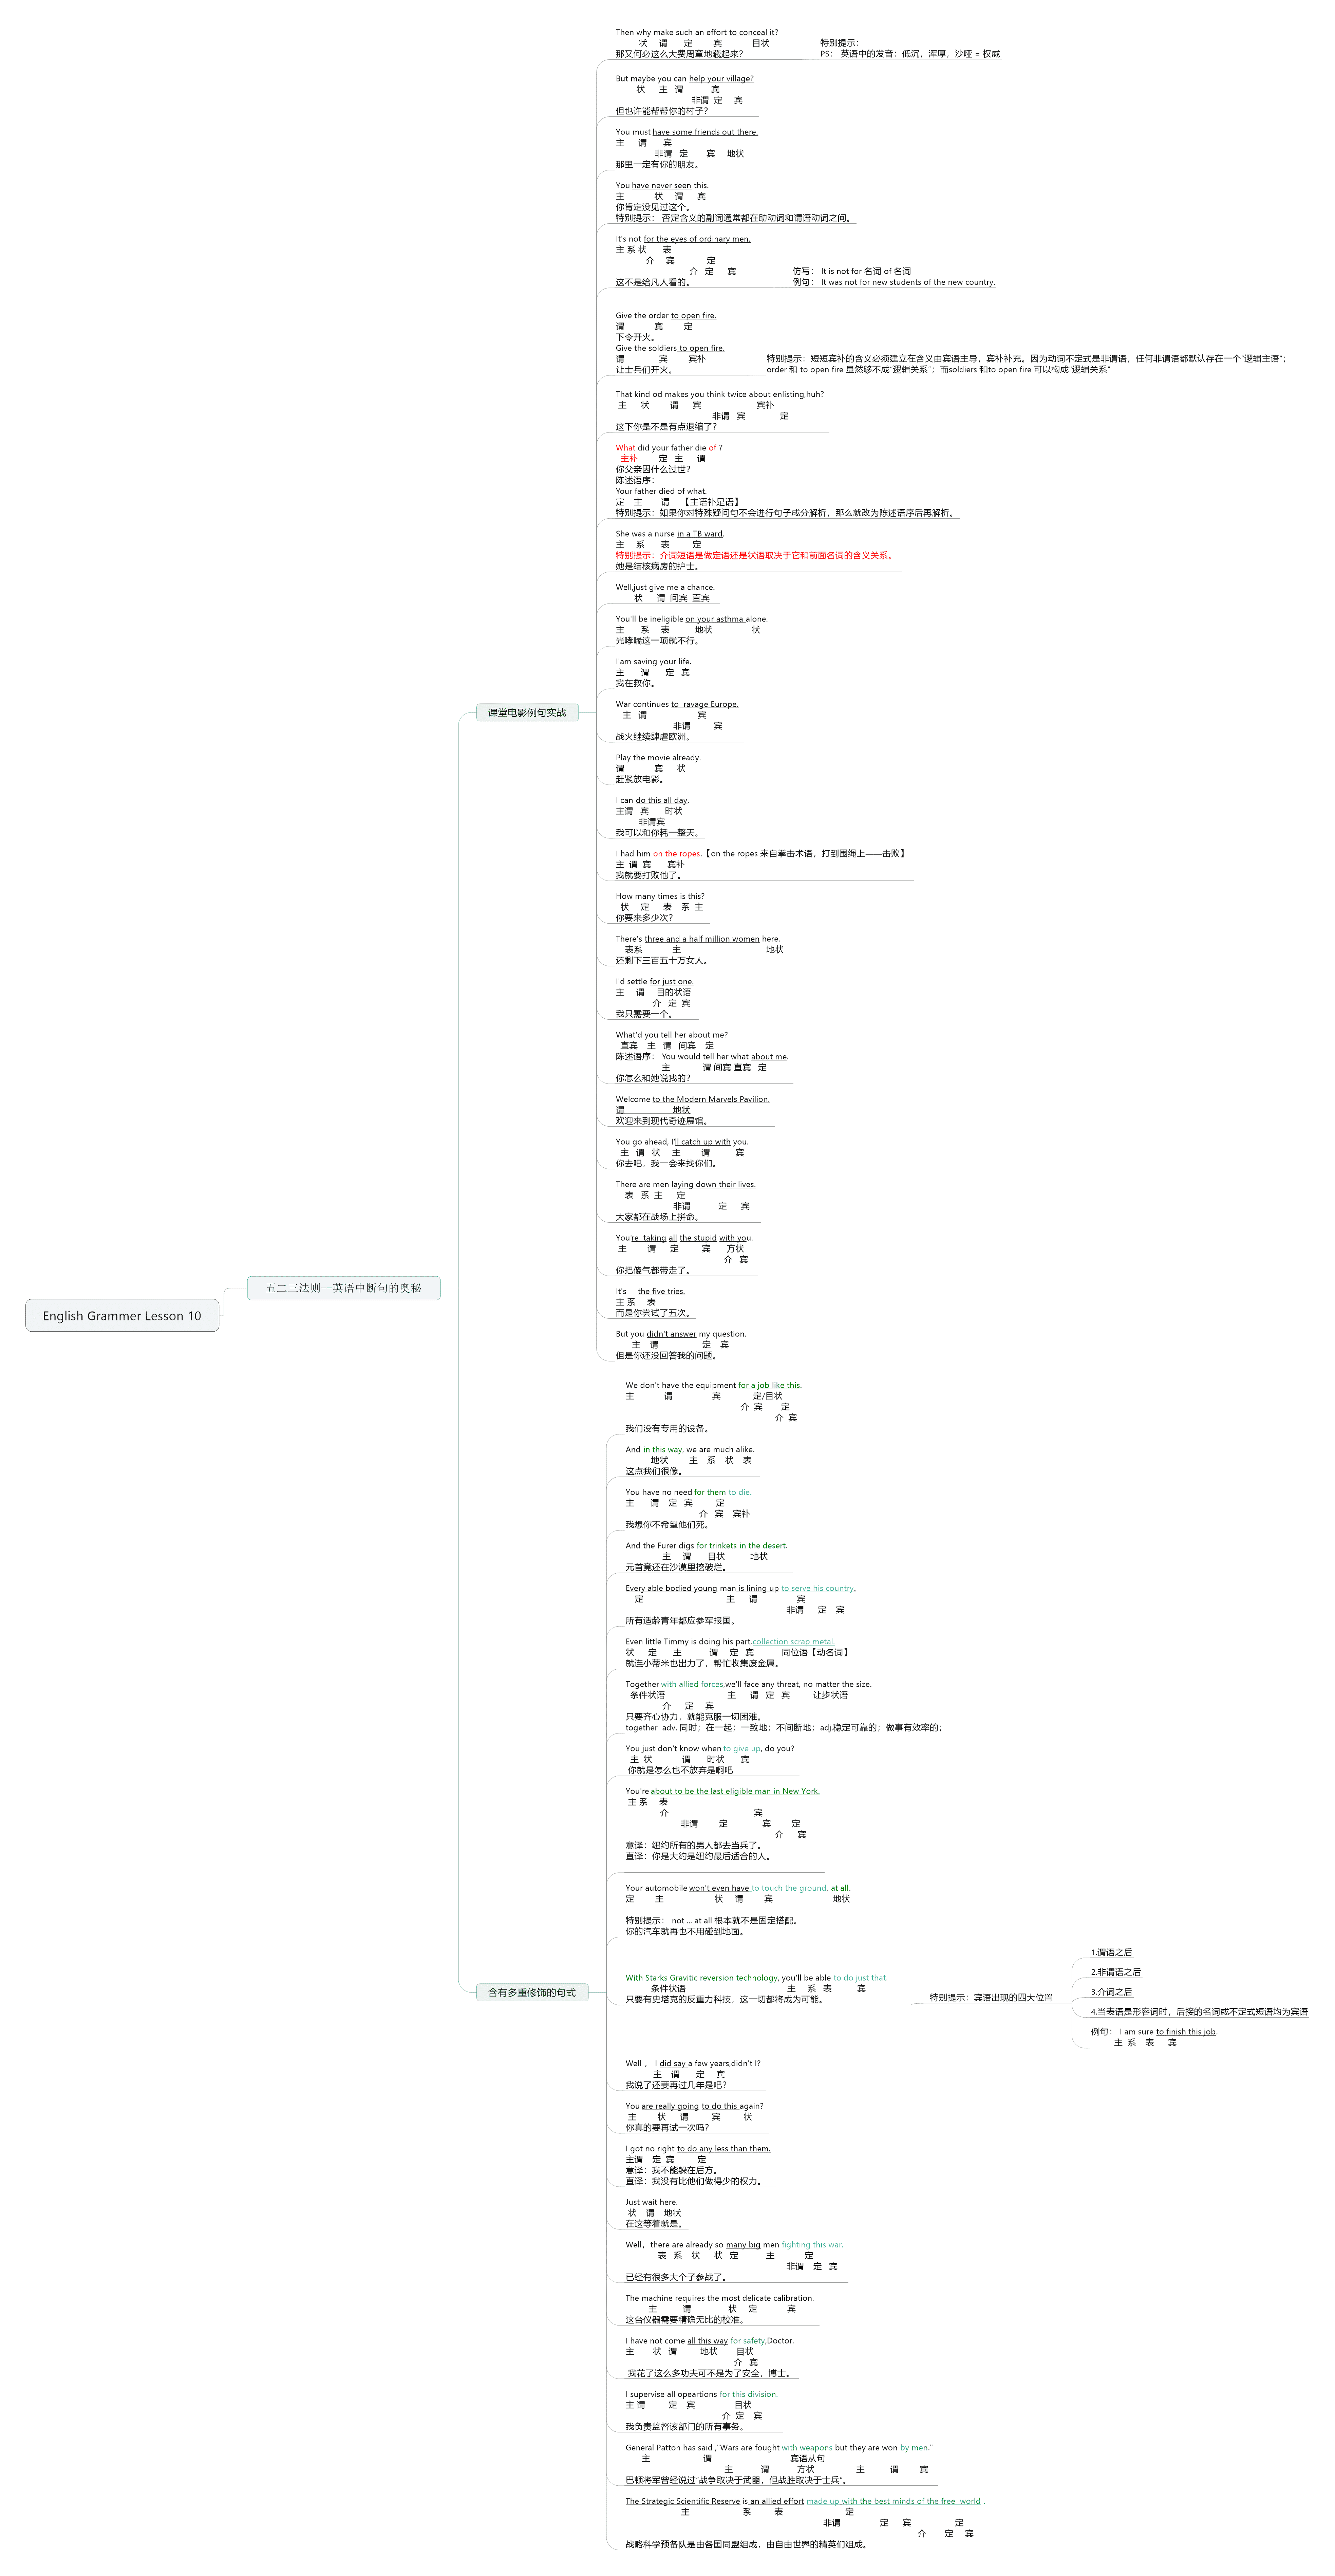 English Grammer Lesson 10
五二三法则--英语中断句的奥秘
课堂电影例句实战
Then why make such an effort to conceal it?
状 谓 定 宾 目状
那又何必这么大费周章地藏起来？
特别提示：
PS： 英语中的发音：低沉，浑厚，沙哑 = 权威
But maybe you can help your village?
状 主 谓 宾
非谓 定 宾
但也许能帮帮你的村子？
You must have some friends out there.
主 谓 宾
非谓 定 宾 地状
那里一定有你的朋友。
You have never seen this.
主 状 谓 宾
你肯定没见过这个。
特别提示： 否定含义的副词通常都在助动词和谓语动词之间。
It's not for the eyes of ordinary men.
主 系 状 表
介 宾 定
介 定 宾
这不是给凡人看的。
仿写： It is not for 名词 of 名词
例句： It was not for new students of the new country.
Give the order to open fire.
谓 宾 定
下令开火。
Give the soldiers to open fire.
谓 宾 宾补
让士兵们开火。
特别提示：短短宾补的含义必须建立在含义由宾语主导，宾补补充。因为动词不定式是非谓语，任何非谓语都默认存在一个“逻辑主语”；
order 和 to open fire 显然够不成“逻辑关系”；而soldiers 和to open fire 可以构成“逻辑关系”
That kind od makes you think twice about enlisting,huh?
主 状 谓 宾 宾补
非谓 宾 定
这下你是不是有点退缩了？
What did your father die of ?
主补 定 主 谓
你父亲因什么过世？
陈述语序：
Your father died of what.
定 主 谓 【主语补足语】
特别提示：如果你对特殊疑问句不会进行句子成分解析，那么就改为陈述语序后再解析。
She was a nurse in a TB ward.
主 系 表 定
特别提示：介词短语是做定语还是状语取决于它和前面名词的含义关系。
她是结核病房的护士。
Well,just give me a chance.
状 谓 间宾 直宾
You'll be ineligible on your asthma alone.
主 系 表 地状 状
光哮喘这一项就不行。
I'am saving your life.
主 谓 定 宾
我在救你。
War continues to ravage Europe.
主 谓 宾
非谓 宾
战火继续肆虐欧洲。
Play the movie already.
谓 宾 状
赶紧放电影。
I can do this all day.
主谓 宾 时状
非谓宾
我可以和你耗一整天。
I had him on the ropes.【on the ropes 来自拳击术语，打到围绳上——击败】
主 谓 宾 宾补
我就要打败他了。
How many times is this?
状 定 表 系 主
你要来多少次？
There's three and a half million women here.
表系 主 地状
还剩下三百五十万女人。
I'd settle for just one.
主 谓 目的状语
介 定 宾
我只需要一个。
What'd you tell her about me?
直宾 主 谓 间宾 定
陈述语序： You would tell her what about me.
主 谓 间宾 直宾 定
你怎么和她说我的？
Welcome to the Modern Marvels Pavilion.
谓 地状
欢迎来到现代奇迹展馆。
You go ahead, I'll catch up with you.
主 谓 状 主 谓 宾
你去吧，我一会来找你们。
There are men laying down their lives.
表 系 主 定
非谓 定 宾
大家都在战场上拼命。
You're taking all the stupid with you.
主 谓 定 宾 方状
介 宾
你把傻气都带走了。
It's the five tries.
主 系 表
而是你尝试了五次。
But you didn't answer my question.
主 谓 定 宾
但是你还没回答我的问题。
含有多重修饰的句式
We don't have the equipment for a job like this.
主 谓 宾 定/目状
介 宾 定
介 宾
我们没有专用的设备。
And in this way, we are much alike.
地状 主 系 状 表
这点我们很像。
You have no need for them to die.
主 谓 定 宾 定
介 宾 宾补
我想你不希望他们死。
And the Furer digs for trinkets in the desert.
主 谓 目状 地状
元首竟还在沙漠里挖破烂。
Every able bodied young man is lining up to serve his country.
定 主 谓 宾
非谓 定 宾
所有适龄青年都应参军报国。
Even little Timmy is doing his part,collection scrap metal.
状 定 主 谓 定 宾 同位语【动名词】
就连小蒂米也出力了，帮忙收集废金属。
Together with allied forces,we'll face any threat, no matter the size.
条件状语 主 谓 定 宾 让步状语
介 定 宾
只要齐心协力，就能克服一切困难。
together adv. 同时；在一起；一致地；不间断地；adj.稳定可靠的；做事有效率的；
You just don't know when to give up, do you?
主 状 谓 时状 宾
你就是怎么也不放弃是啊吧
You're about to be the last eligible man in New York.
主 系 表
介 宾
非谓 定 宾 定
介 宾
意译：纽约所有的男人都去当兵了。
直译：你是大约是纽约最后适合的人。
Your automobile won't even have to touch the ground, at all.
定 主 状 谓 宾 地状
特别提示： not ... at all 根本就不是固定搭配。
你的汽车就再也不用碰到地面。
With Starks Gravitic reversion technology, you'll be able to do just that.
条件状语 主 系 表 宾
只要有史塔克的反重力科技，这一切都将成为可能。
特别提示：宾语出现的四大位置
1.谓语之后
2.非谓语之后
3.介词之后
4.当表语是形容词时，后接的名词或不定式短语均为宾语
例句： I am sure to finish this job.
主 系 表 宾
Well ， I did say a few years,didn't I?
主 谓 定 宾
我说了还要再过几年是吧？
You are really going to do this again?
主 状 谓 宾 状
你真的要再试一次吗？
I got no right to do any less than them.
主谓 定 宾 定
意译：我不能躲在后方。
直译：我没有比他们做得少的权力。
Just wait here.
状 谓 地状
在这等着就是。
Well，there are already so many big men fighting this war.
表 系 状 状 定 主 定
非谓 定 宾
已经有很多大个子参战了。
The machine requires the most delicate calibration.
主 谓 状 定 宾
这台仪器需要精确无比的校准。
I have not come all this way for safety,Doctor.
主 状 谓 地状 目状
介 宾
我花了这么多功夫可不是为了安全，博士。
I supervise all opeartions for this division.
主 谓 定 宾 目状
介 定 宾
我负责监督该部门的所有事务。
General Patton has said ,"Wars are fought with weapons but they are won by men."
主 谓 宾语从句
主 谓 方状 主 谓 宾
巴顿将军曾经说过“战争取决于武器，但战胜取决于士兵”。
The Strategic Scientific Reserve is an allied effort made up with the best minds of the free world .
主 系 表 定
非谓 定 宾 定
介 定 宾
战略科学预备队是由各国同盟组成，由自由世界的精英们组成。